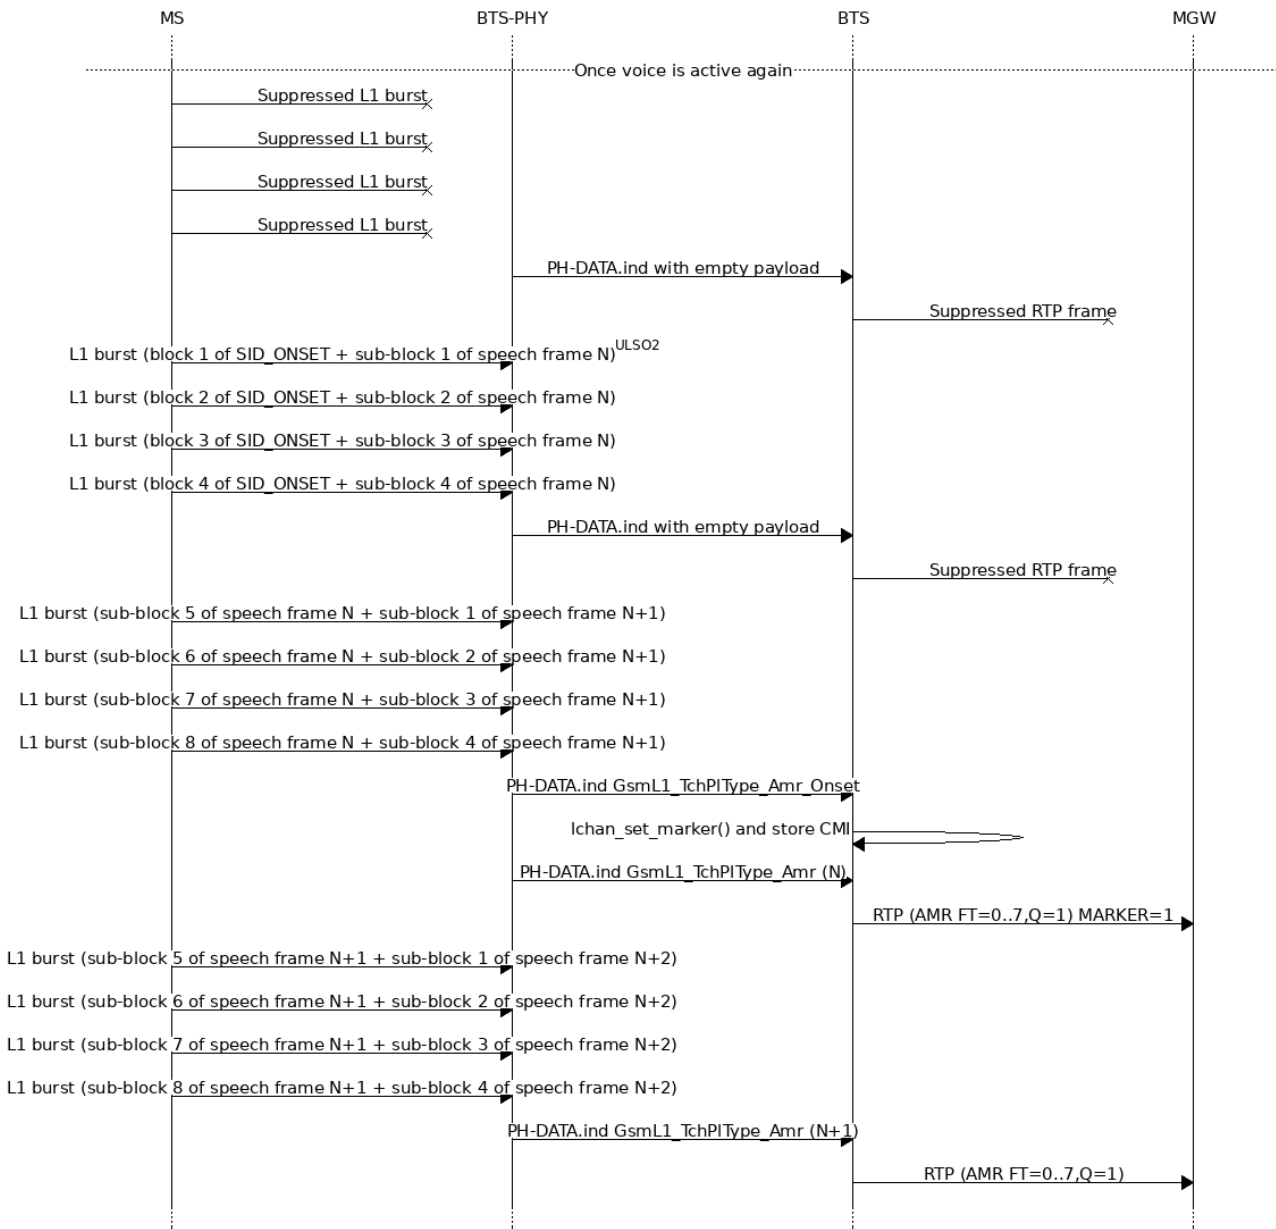 MS BTS-PHY BTS MGW
Once voice is active again
Suppressed L1 burst
Suppressed L1 burst
Suppressed L1 burst
Suppressed L1 burst
PH-DATA.ind with empty payload
Suppressed RTP frame
L1 burst (block 1 of SID_ONSET + sub-block 1 of speech frame N)ULSO2
L1 burst (block 2 of SID_ONSET + sub-block 2 of speech frame N)
L1 burst (block 3 of SID_ONSET + sub-block 3 of speech frame N)
L1 burst (block 4 of SID_ONSET + sub-block 4 of speech frame N)
PH-DATA.ind with empty payload
Suppressed RTP frame
L1 burst (sub-block 5 of speech frame N + sub-block 1 of speech frame N+1)
L1 burst (sub-block 6 of speech frame N + sub-block 2 of speech frame N+1)
L1 burst (sub-block 7 of speech frame N + sub-block 3 of speech frame N+1)
L1 burst (sub-block 8 of speech frame N + sub-block 4 of speech frame N+1)
PH-DATA.ind GsmL1_TchPlType_Amr_Onset
lchan_set_marker() and store CMI
PH-DATA.ind GsmL1_TchPlType_Amr (N)
RTP (AMR FT=0..7,Q=1) MARKER=1
L1 burst (sub-block 5 of speech frame N+1 + sub-block 1 of speech frame N+2)
L1 burst (sub-block 6 of speech frame N+1 + sub-block 2 of speech frame N+2)
L1 burst (sub-block 7 of speech frame N+1 + sub-block 3 of speech frame N+2)
L1 burst (sub-block 8 of speech frame N+1 + sub-block 4 of speech frame N+2)
PH-DATA.ind GsmL1_TchPlType_Amr (N+1)
RTP (AMR FT=0..7,Q=1)